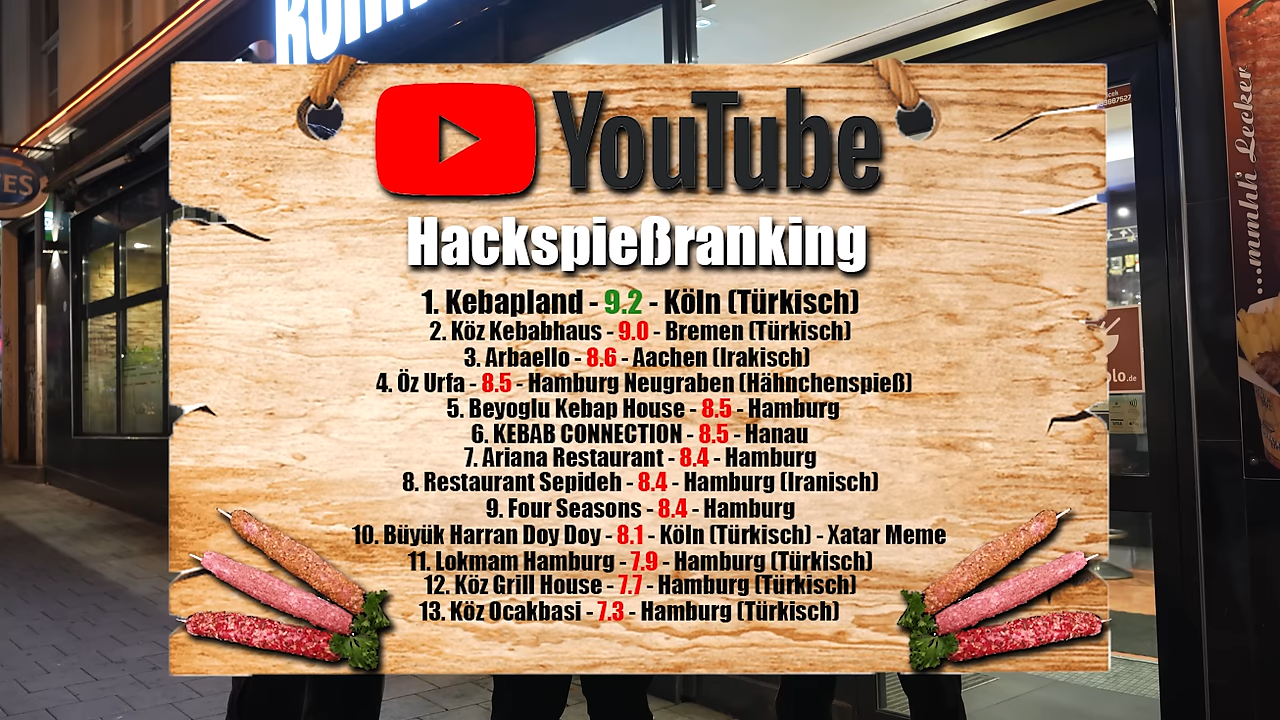 YouTube
Hackspießranking
1. Kebapland - 9.2 - Köln (Türkisch)
2. Köz Kebabhaus - 9.0 - Bremen (Türkisch)
3. Arbaello - 8.6 - Aachen (Irakisch)
4. Öz Urfa - 8.5 - Hamburg Neugraben (Hähnchenspieß)
5. Beyoglu Kebap House - 8.5 - Hamburg
6. KEBAB CONNECTION - 8.5 - Hanau
7. Ariana Restaurant - 8.4 - Hamburg
8. Restaurant Sepideh - 8.4 - Hamburg (Iranisch)
9. Four Seasons - 8.4 - Hamburg
10. Büyük Harran Doy Doy - 8.1 - Köln (Türkisch) - Xatar Meme
11. Lokmam Hamburg - 7.9 - Hamburg (Türkisch)
12. Köz Grill House - 7.7 - Hamburg (Türkisch)
13. Köz Ocakbasi - 7.3 - Hamburg (Türkisch)
...mmhh Lecker